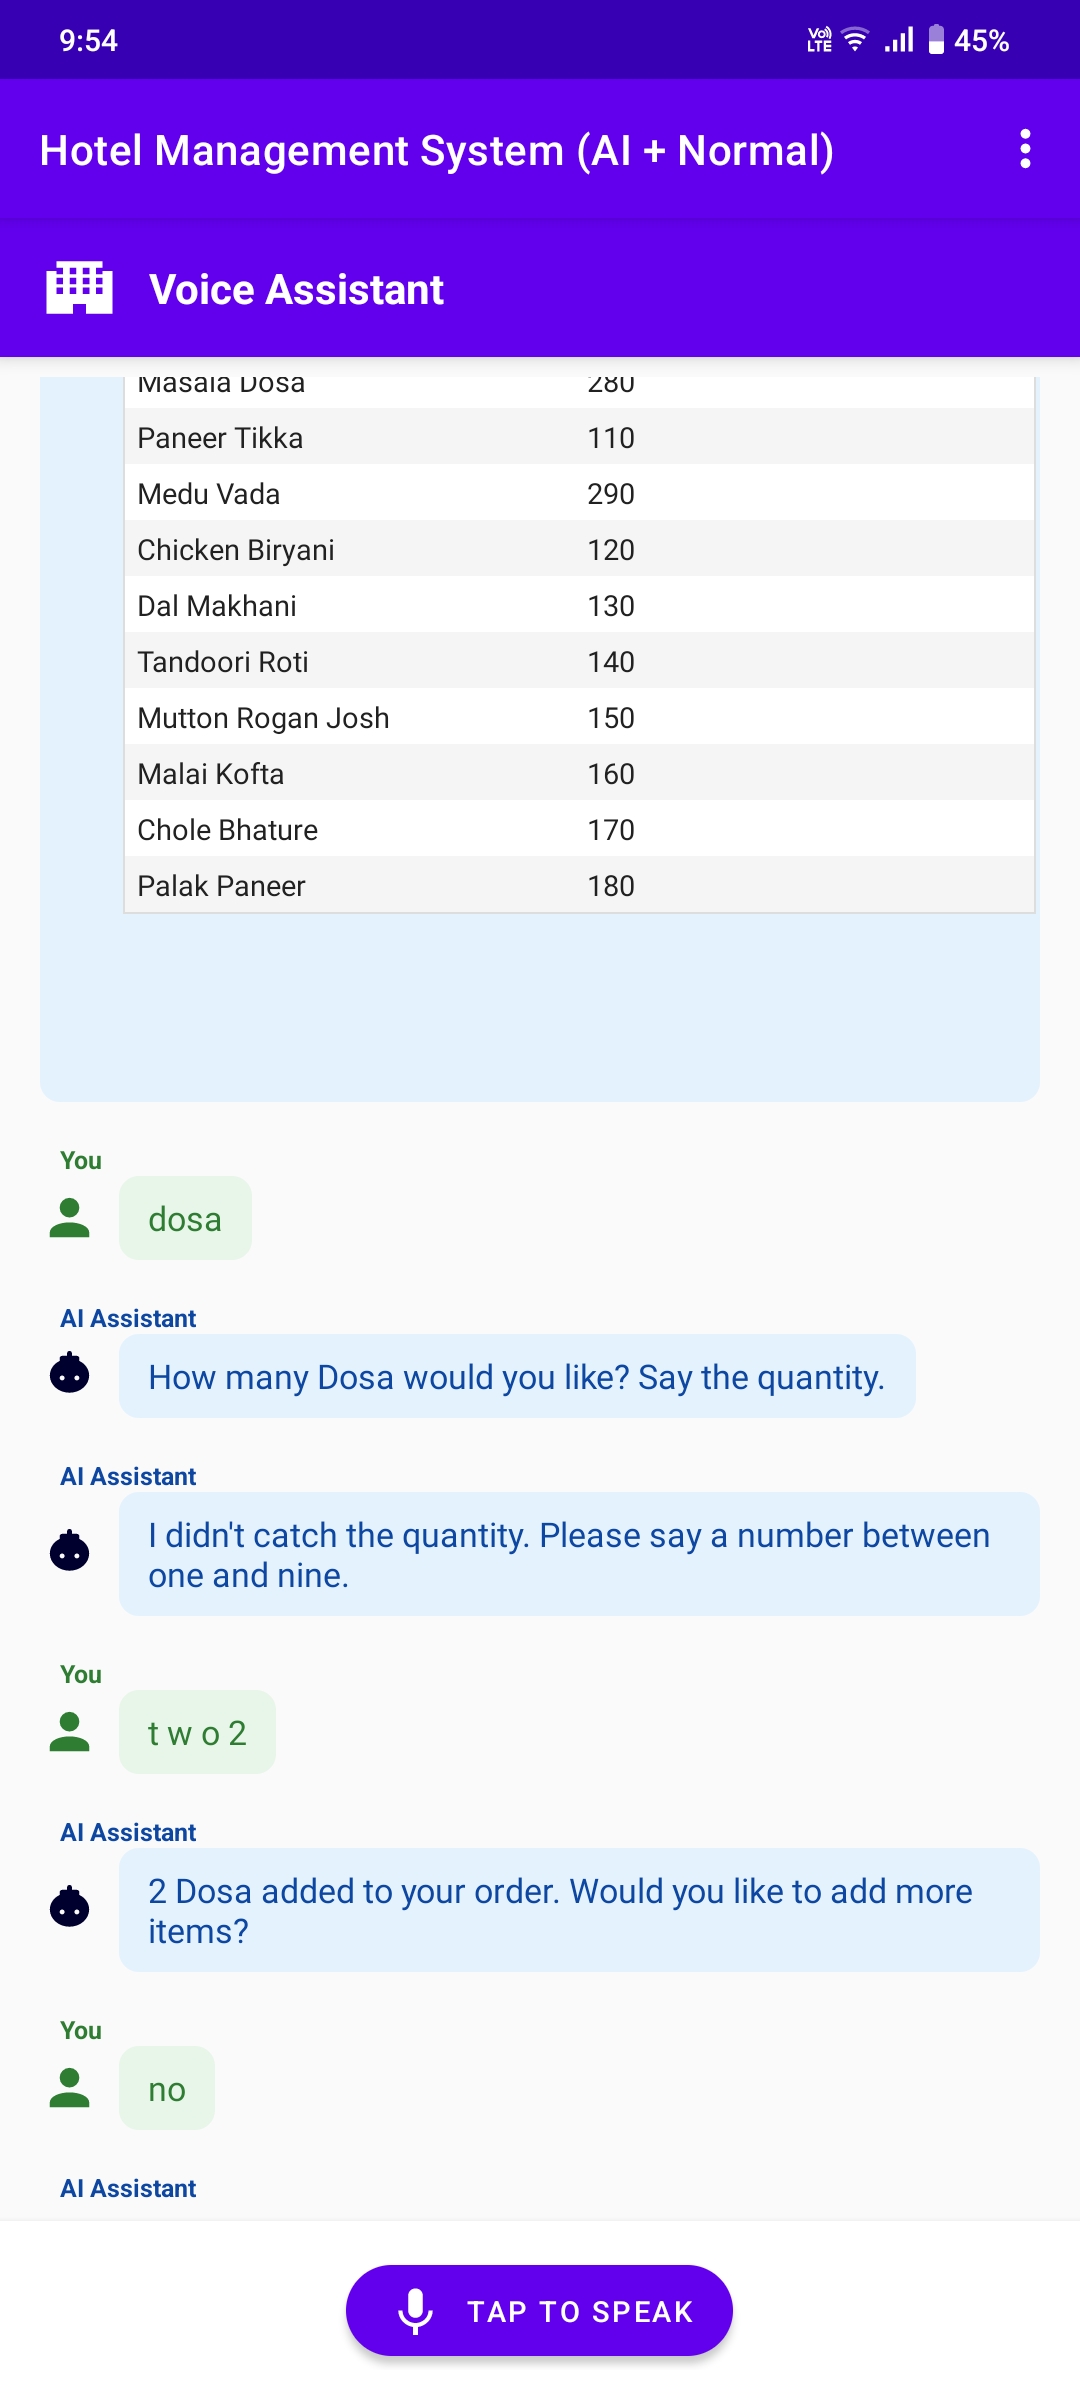 9:54 Vo) LTE 45%
Hotel Management System (AI + Normal)
Voice Assistant
Masala Dosa 280
Paneer Tikka 110
Medu Vada 290
Chicken Biryani 120
Dal Makhani 130
Tandoori Roti 140
Mutton Rogan Josh 150
Malai Kofta 160
Chole Bhature 170
Palak Paneer 180
You
dosa
AI Assistant
How many Dosa would you like? Say the quantity.
AI Assistant
I didn't catch the quantity. Please say a number between
one and nine.
You
t w o 2
AI Assistant
2 Dosa added to your order. Would you like to add more
items?
You
no
AI Assistant
TAP TO SPEAK